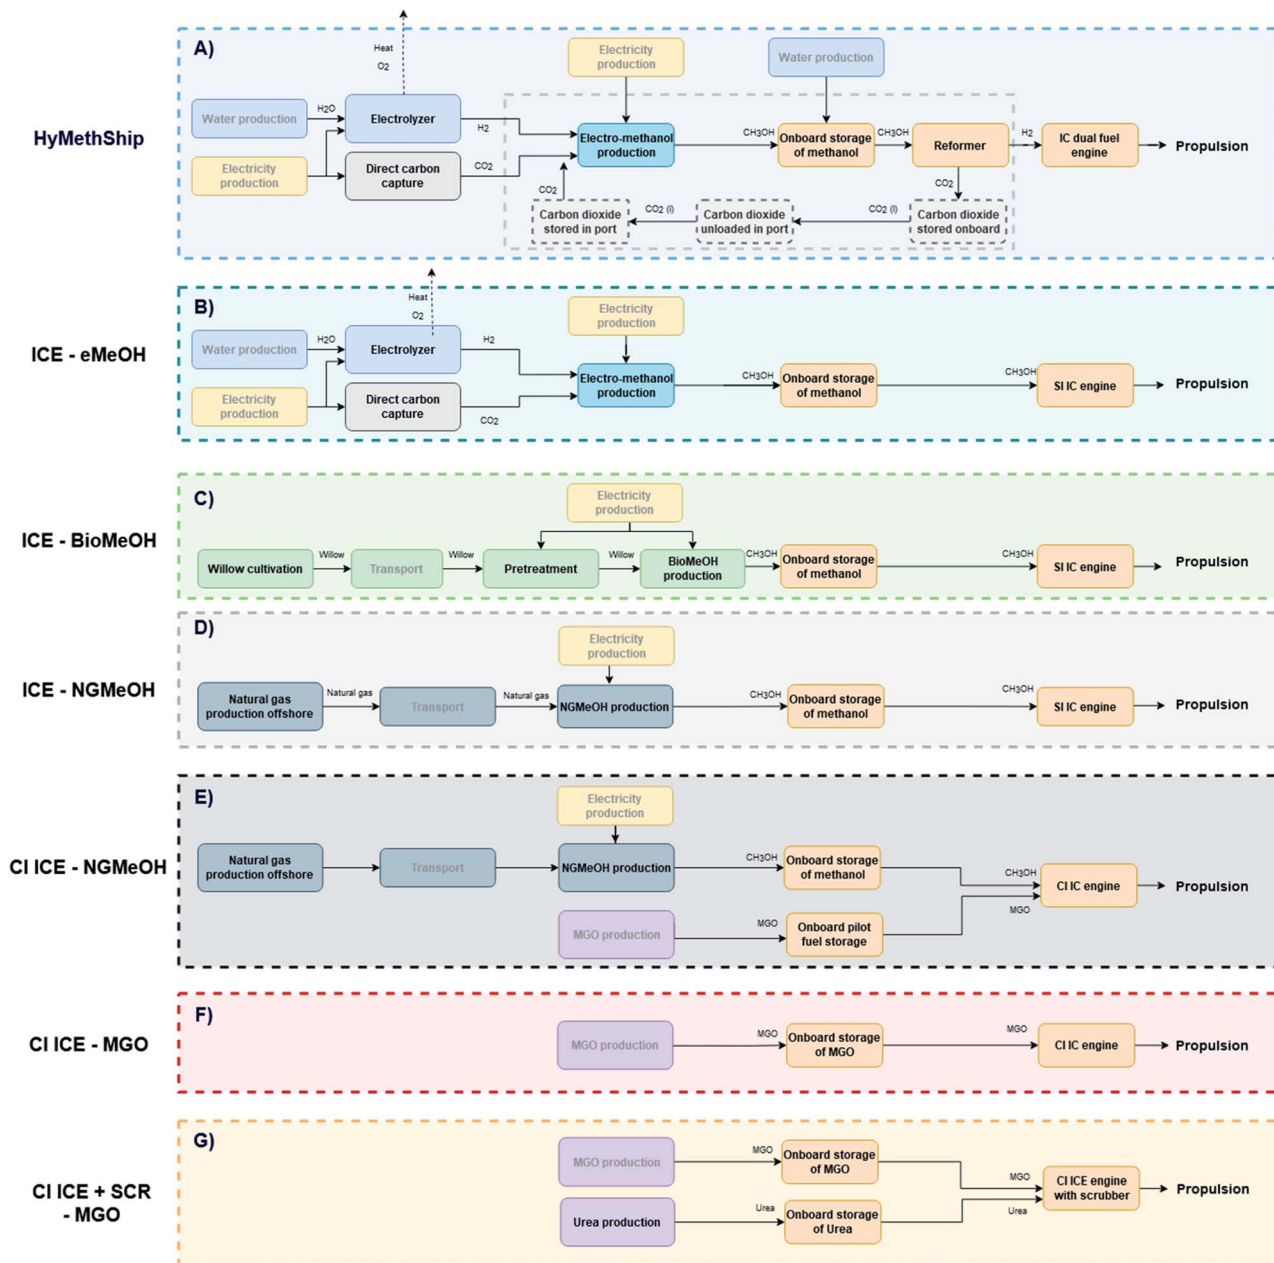 HyMethShip
A)
Heat
O2
Electricity
production
Water production
Water production
H2O
Electrolyzer
H2
Electricity
production
Direct carbon
capture
CO2
Electro-methanol
production
CH3OH
Onboard storage
of methanol
CH3OH
Reformer
H2
IC dual fuel
engine
Propulsion
CO2
CO2
Carbon dioxide
stored in port
CO2 (l)
Carbon dioxide
unloaded in port
CO2 (l)
Carbon dioxide
stored onboard
ICE - eMeOH
B)
Heat
O2
Electricity
production
Water production
H2O
Electrolyzer
H2
Electricity
production
Direct carbon
capture
CO2
Electro-methanol
production
CH3OH
Onboard storage
of methanol
CH3OH
SI IC engine
Propulsion
ICE - BioMeOH
C)
Electricity
production
Willow cultivation
Willow
Transport
Willow
Pretreatment
Willow
BioMeOH
production
CH3OH
Onboard storage
of methanol
CH3OH
SI IC engine
Propulsion
ICE - NGMeOH
D)
Electricity
production
Natural gas
production offshore
Natural gas
Transport
Natural gas
NGMeOH production
CH3OH
Onboard storage
of methanol
CH3OH
SI IC engine
Propulsion
CI ICE - NGMeOH
E)
Electricity
production
Natural gas
production offshore
Transport
NGMeOH production
CH3OH
Onboard storage
of methanol
CH3OH
CI IC engine
Propulsion
MGO production
MGO
Onboard pilot
fuel storage
MGO
CI ICE - MGO
F)
MGO production
MGO
Onboard storage
of MGO
MGO
CI IC engine
Propulsion
CI ICE + SCR
- MGO
G)
MGO production
MGO
Onboard storage
of MGO
MGO
CI ICE engine
with scrubber
Propulsion
Urea production
Urea
Onboard storage
of Urea
Urea